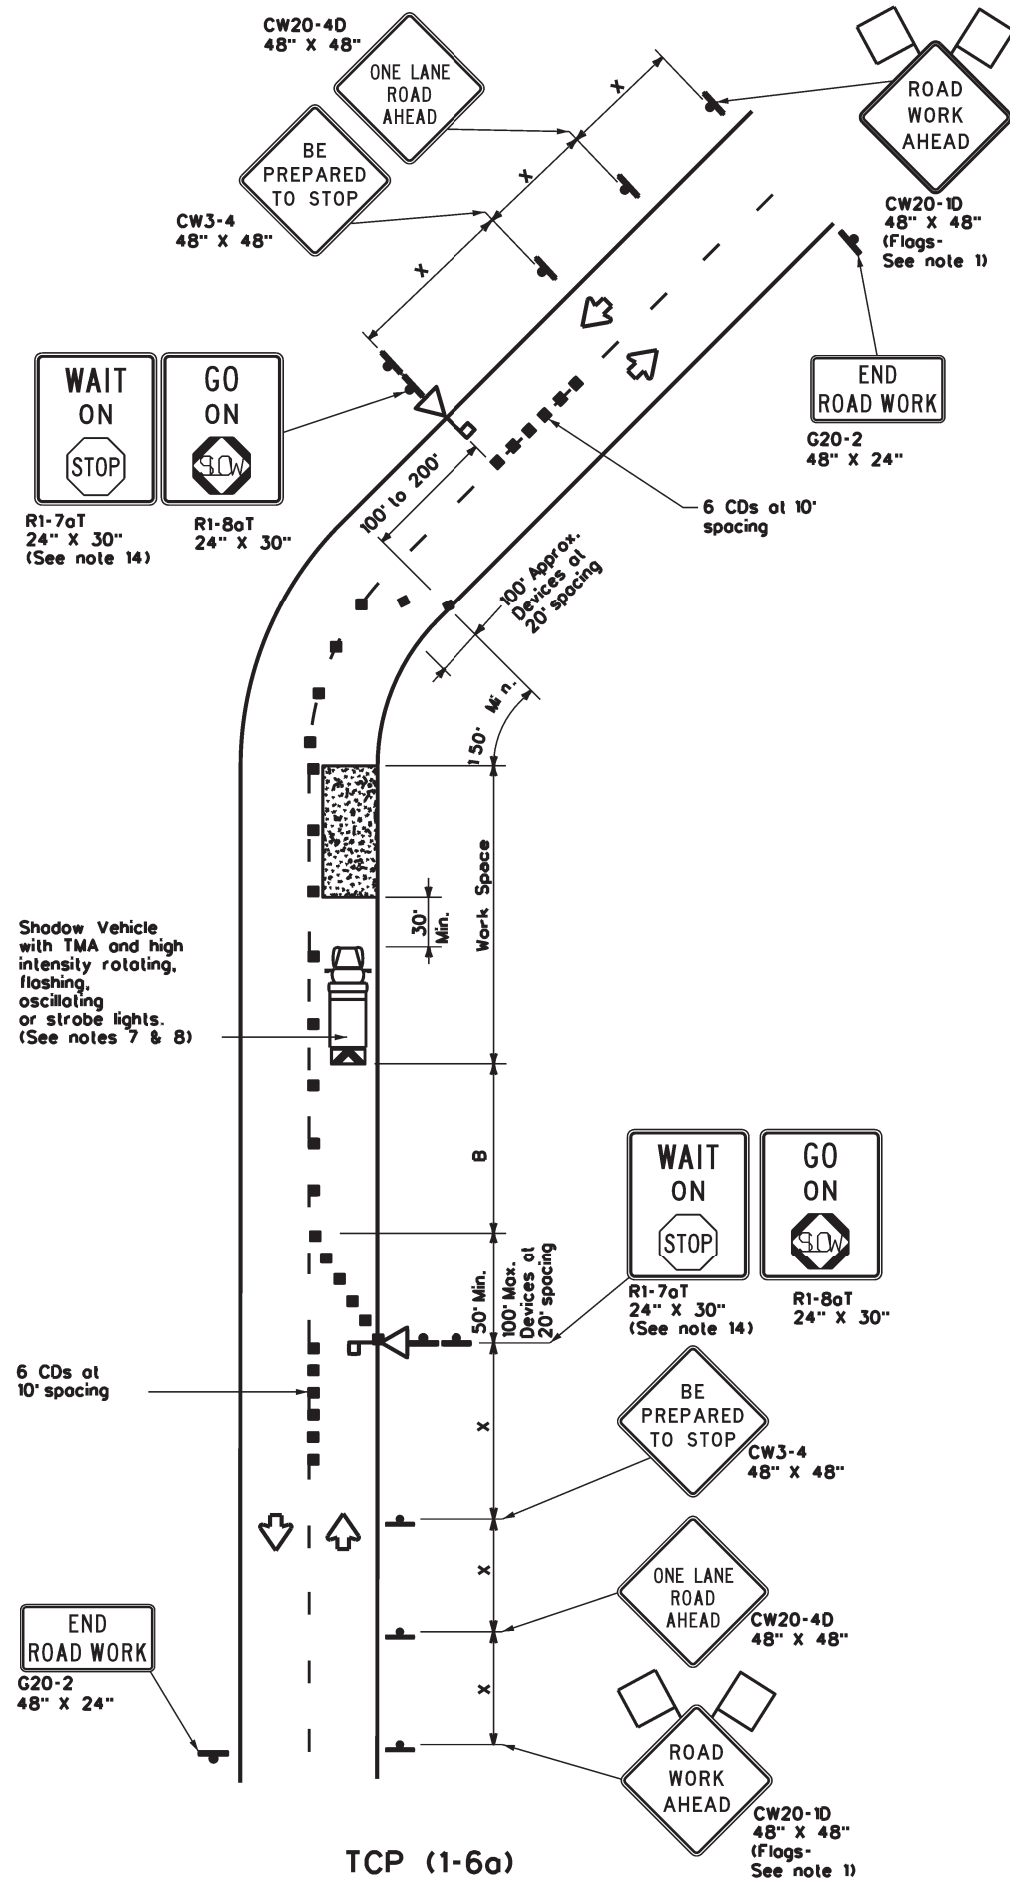 CW20-4D
48" X 48"
ONE LANE
ROAD
AHEAD
BE
PREPARED
TO STOP
CW3-4
48" X 48"
X
X
X
ROAD
WORK
AHEAD
CW20-1D
48" X 48"
(Flags-
See note 1)
WAIT
ON
STOP
R1-7aT
24" X 30"
(See note 14)
GO
ON
SLOW
R1-8aT
24" X 30"
END
ROAD WORK
G20-2
48" X 24"
100' to 200'
6 CDs at 10'
spacing
100' Approx.
Devices at
20' spacing
150' Min.
Work Space
30'
Min.
Shadow Vehicle
with TMA and high
intensity rotating,
flashing,
oscillating
or strobe lights.
(See notes 7 & 8)
B
50' Min.
100' Max.
Devices at
20' spacing
WAIT
ON
STOP
R1-7aT
24" X 30"
(See note 14)
GO
ON
SLOW
R1-8aT
24" X 30"
6 CDs at
10' spacing
X
BE
PREPARED
TO STOP
CW3-4
48" X 48"
X
ONE LANE
ROAD
AHEAD
CW20-4D
48" X 48"
END
ROAD WORK
G20-2
48" X 24"
X
ROAD
WORK
AHEAD
CW20-1D
48" X 48"
(Flags-
See note 1)
TCP (1-6a)